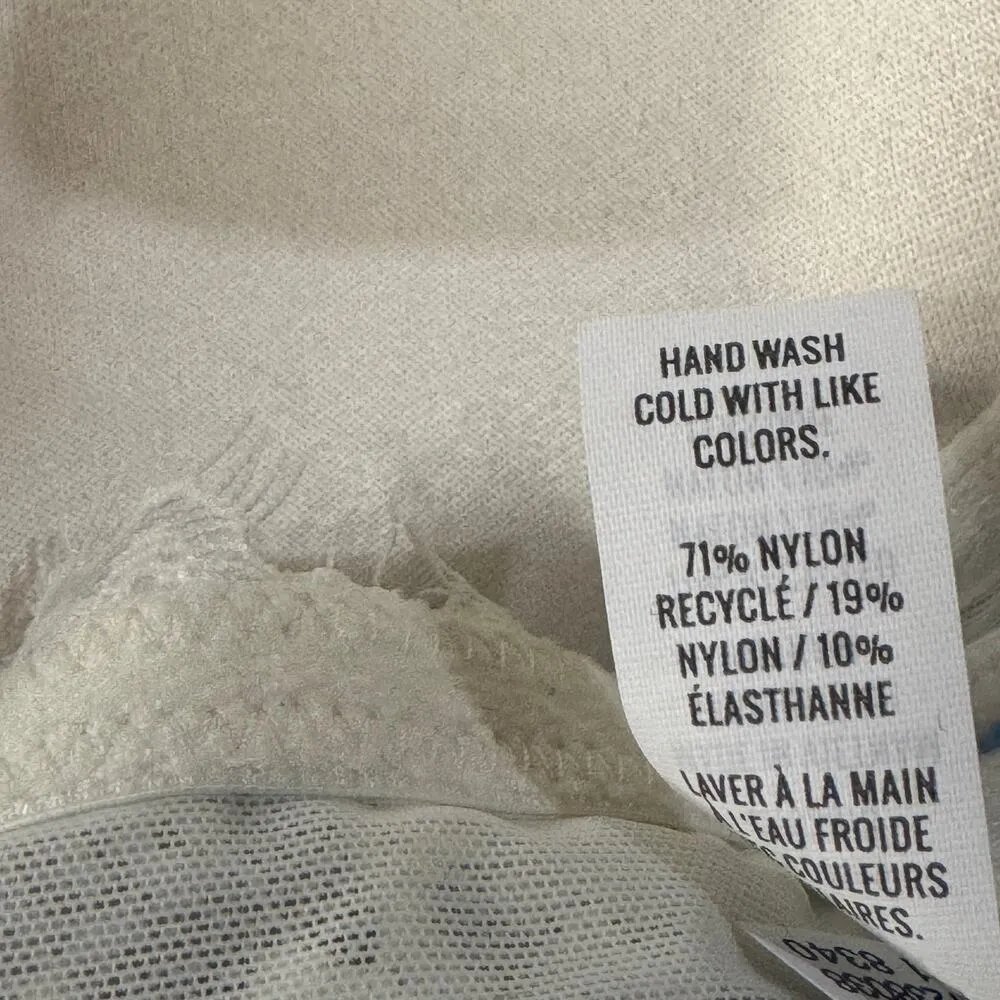 HAND WASH
COLD WITH LIKE
COLORS.
71% NYLON
RECYCLÉ / 19%
NYLON / 10%
ÉLASTHANNE
LAVER À LA MAIN
L'EAU FROIDE
COULEURS